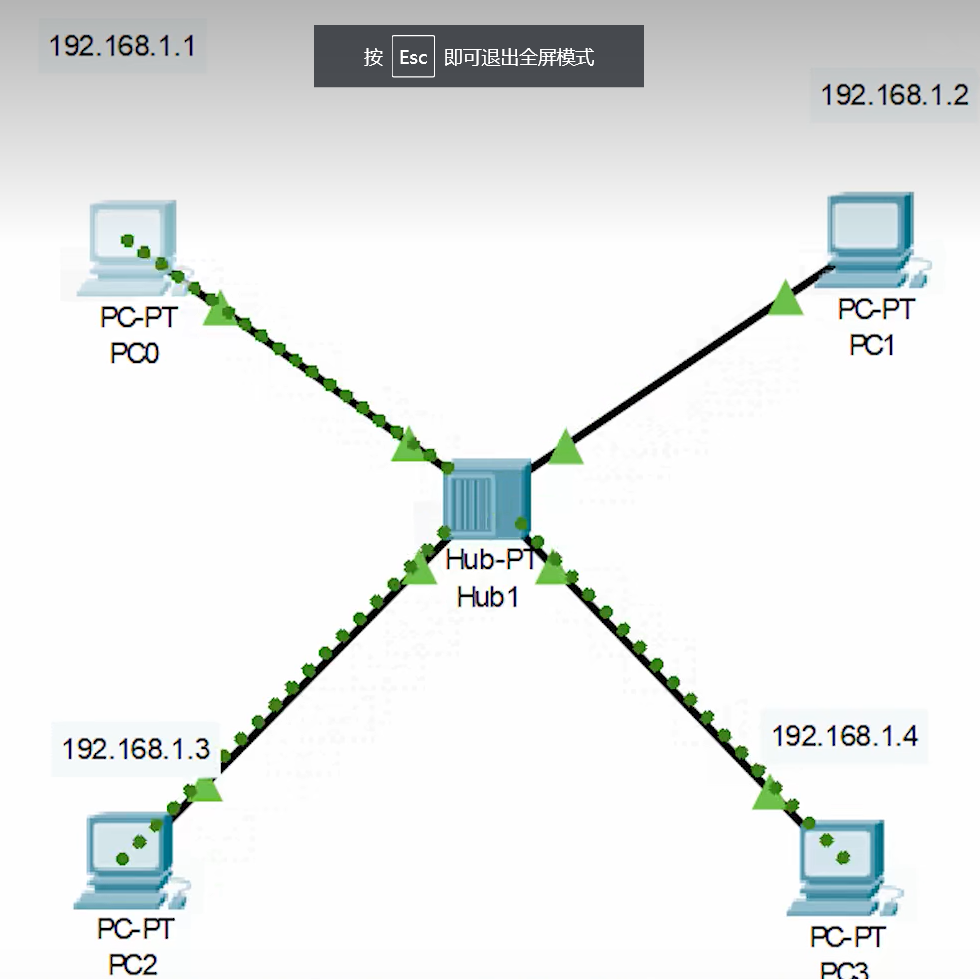 192.168.1.1
按 Esc 即可退出全屏模式
192.168.1.2
PC-PT
PC0
PC-PT
PC1
Hub-PT
Hub1
192.168.1.3
192.168.1.4
PC-PT
PC2
PC-PT
PC3